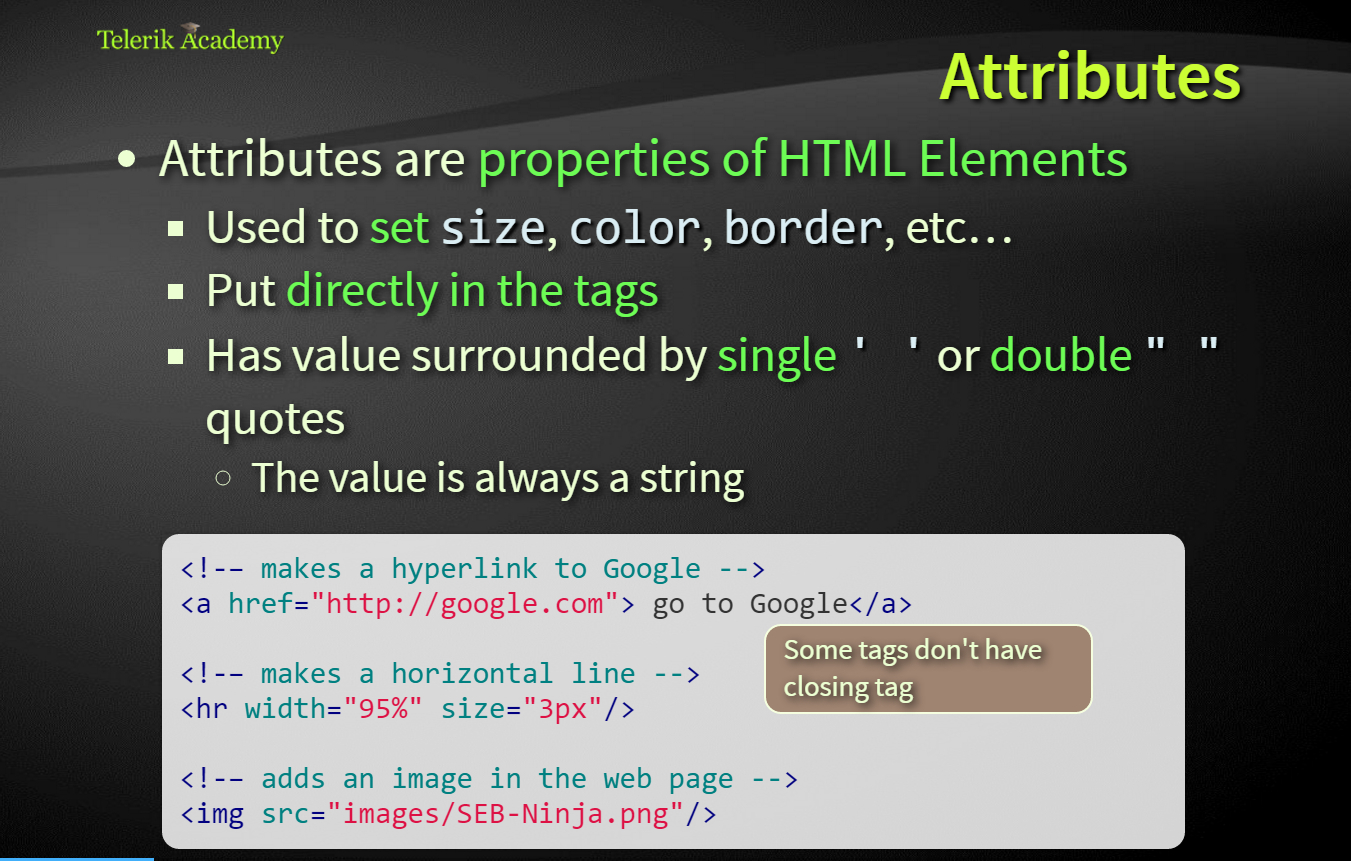 Telerik Academy
Attributes
• Attributes are properties of HTML Elements
▪ Used to set size, color, border, etc…
▪ Put directly in the tags
▪ Has value surrounded by single ' ' or double " "
quotes
○ The value is always a string
<!-– makes a hyperlink to Google -->
<a href="http://google.com"> go to Google</a>
Some tags don't have
closing tag
<!-– makes a horizontal line -->
<hr width="95%" size="3px"/>
<!-– adds an image in the web page -->
<img src="images/SEB-Ninja.png"/>